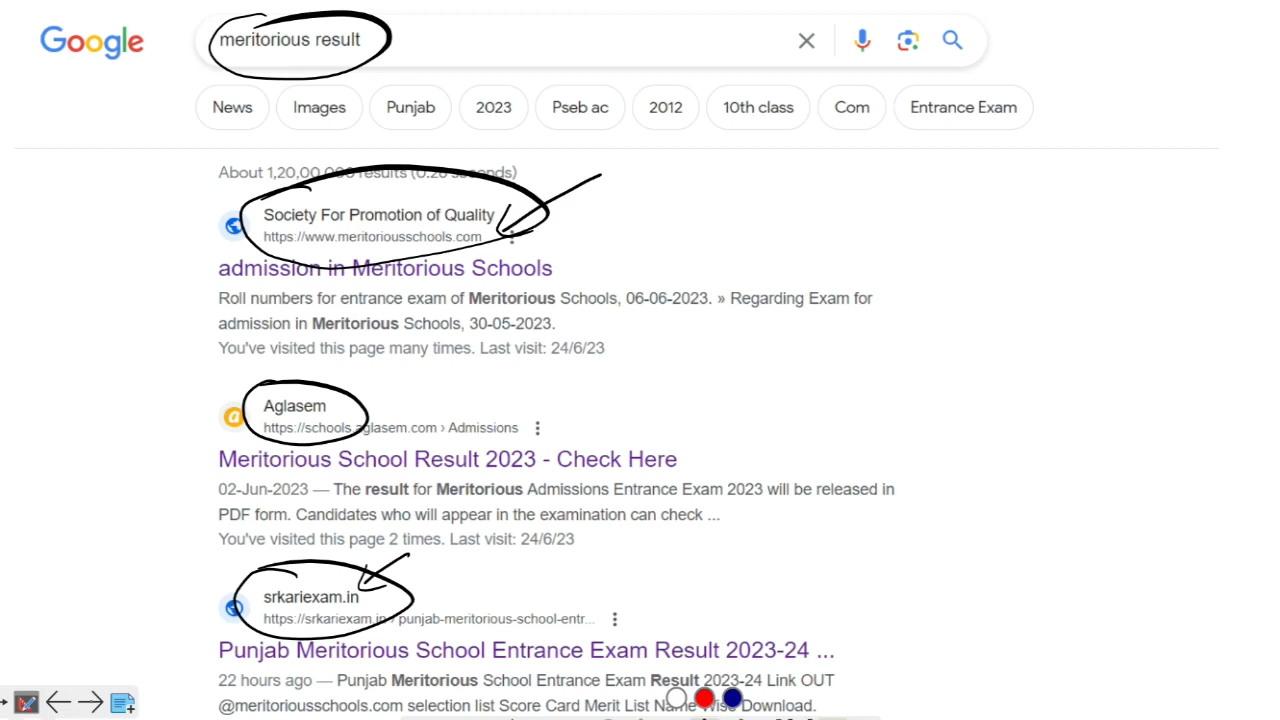 Google
meritorious result
News Images Punjab 2023 Pseb ac 2012 10th class Com Entrance Exam
About 1,20,00,000 results (0.26 seconds)
Society For Promotion of Quality
https://www.meritoriousschools.com
admission in Meritorious Schools
Roll numbers for entrance exam of Meritorious Schools, 06-06-2023. » Regarding Exam for
admission in Meritorious Schools, 30-05-2023.
You've visited this page many times. Last visit: 24/6/23
Aglasem
https://schools.aglasem.com › Admissions
Meritorious School Result 2023 - Check Here
02-Jun-2023 — The result for Meritorious Admissions Entrance Exam 2023 will be released in
PDF form. Candidates who will appear in the examination can check ...
You've visited this page 2 times. Last visit: 24/6/23
srkariexam.in
https://srkariexam.in › punjab-meritorious-school-entr...
Punjab Meritorious School Entrance Exam Result 2023-24 ...
22 hours ago — Punjab Meritorious School Entrance Exam Result 2023-24 Link OUT
@meritoriousschools.com selection list Score Card Merit List Name Wise Download.